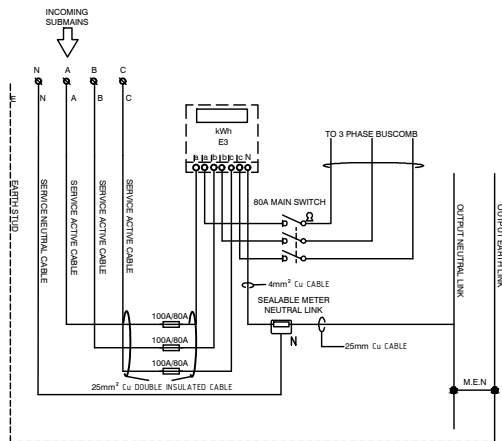 INCOMING
SUBMAINS
N A B C
E N A B C
kWh
E3
a a b b c c N
TO 3 PHASE BUSCOMB
80A MAIN SWITCH
EARTH STUD
SERVICE NEUTRAL CABLE
SERVICE ACTIVE CABLE
SERVICE ACTIVE CABLE
SERVICE ACTIVE CABLE
OUTPUT NEUTRAL LINK
OUTPUT EARTH LINK
4mm² Cu CABLE
SEALABLE METER
NEUTRAL LINK
100A/80A
N
100A/80A
25mm Cu CABLE
100A/80A
25mm² Cu DOUBLE INSULATED CABLE
M.E.N